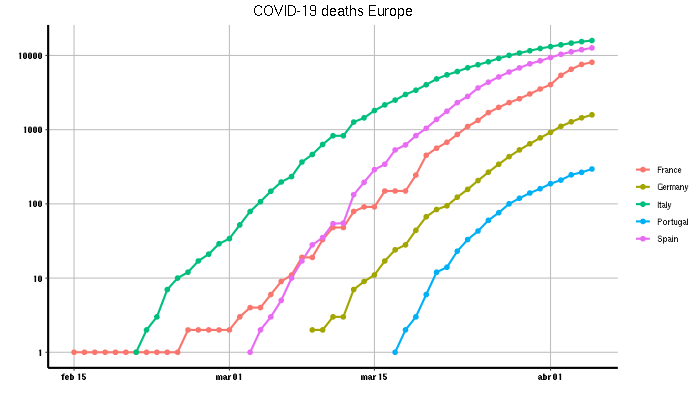 COVID-19 deaths Europe
10000
1000
100
10
1
feb 15
mar 01
mar 15
abr 01
France
Germany
Italy
Portugal
Spain